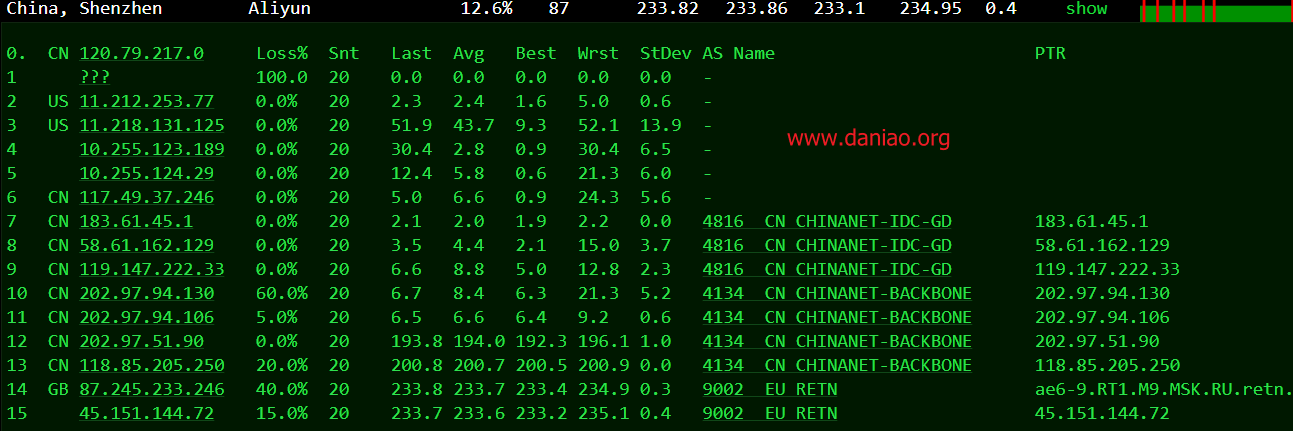 China, Shenzhen Aliyun 12.6% 87 233.82 233.86 233.1 234.95 0.4 show
0. CN 120.79.217.0 Loss% Snt Last Avg Best Wrst StDev AS Name PTR
1 ??? 100.0 20 0.0 0.0 0.0 0.0 0.0 -
2 US 11.212.253.77 0.0% 20 2.3 2.4 1.6 5.0 0.6 -
3 US 11.218.131.125 0.0% 20 51.9 43.7 9.3 52.1 13.9 -
www.daniao.org
4 10.255.123.189 0.0% 20 30.4 2.8 0.9 30.4 6.5 -
5 10.255.124.29 0.0% 20 12.4 5.8 0.6 21.3 6.0 -
6 CN 117.49.37.246 0.0% 20 5.0 6.6 0.9 24.3 5.6 -
7 CN 183.61.45.1 0.0% 20 2.1 2.0 1.9 2.2 0.0 4816 CN CHINANET-IDC-GD 183.61.45.1
8 CN 58.61.162.129 0.0% 20 3.5 4.4 2.1 15.0 3.7 4816 CN CHINANET-IDC-GD 58.61.162.129
9 CN 119.147.222.33 0.0% 20 6.6 8.8 5.0 12.8 2.3 4816 CN CHINANET-IDC-GD 119.147.222.33
10 CN 202.97.94.130 60.0% 20 6.7 8.4 6.3 21.3 5.2 4134 CN CHINANET-BACKBONE 202.97.94.130
11 CN 202.97.94.106 5.0% 20 6.5 6.6 6.4 9.2 0.6 4134 CN CHINANET-BACKBONE 202.97.94.106
12 CN 202.97.51.90 0.0% 20 193.8 194.0 192.3 196.1 1.0 4134 CN CHINANET-BACKBONE 202.97.51.90
13 CN 118.85.205.250 20.0% 20 200.8 200.7 200.5 200.9 0.0 4134 CN CHINANET-BACKBONE 118.85.205.250
14 GB 87.245.233.246 40.0% 20 233.8 233.7 233.4 234.9 0.3 9002 EU RETN ae6-9.RT1.M9.MSK.RU.retn.
15 45.151.144.72 15.0% 20 233.7 233.6 233.2 235.1 0.4 9002 EU RETN 45.151.144.72